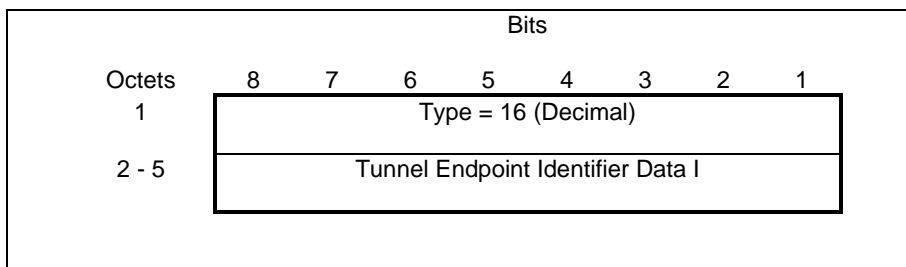 Bits
Octets 8 7 6 5 4 3 2 1
1 Type = 16 (Decimal)
2 - 5 Tunnel Endpoint Identifier Data I